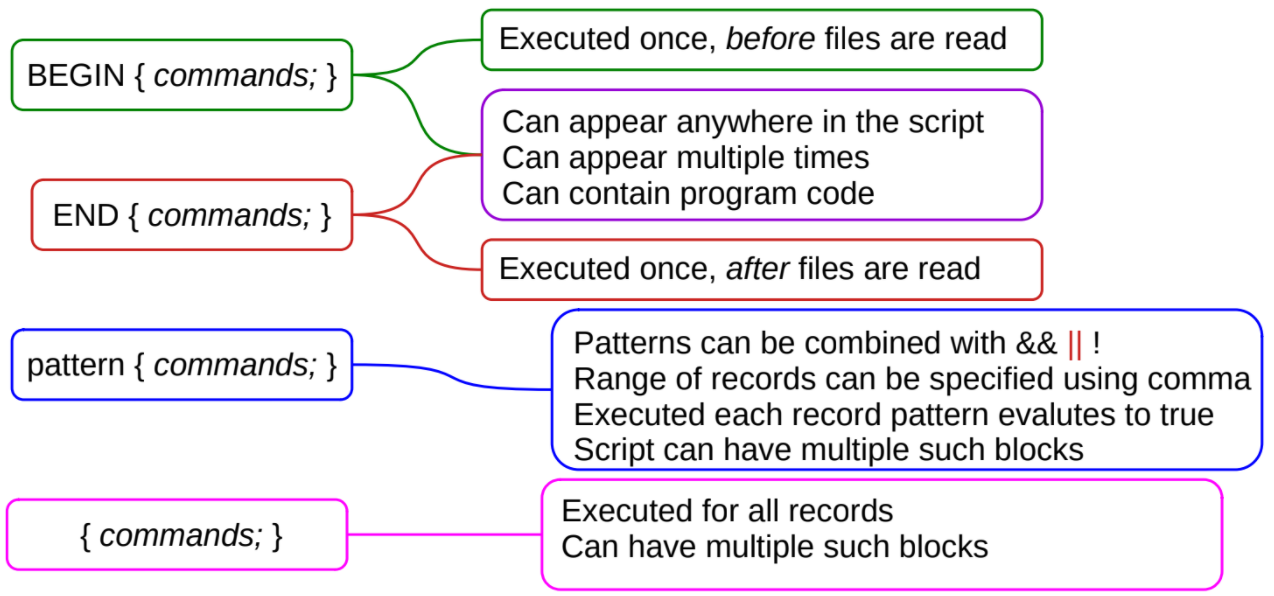 BEGIN { commands; }
Executed once, before files are read
Can appear anywhere in the script
Can appear multiple times
Can contain program code
END { commands; }
Executed once, after files are read
pattern { commands; }
Patterns can be combined with && || !
Range of records can be specified using comma
Executed each record pattern evalutes to true
Script can have multiple such blocks
{ commands; }
Executed for all records
Can have multiple such blocks